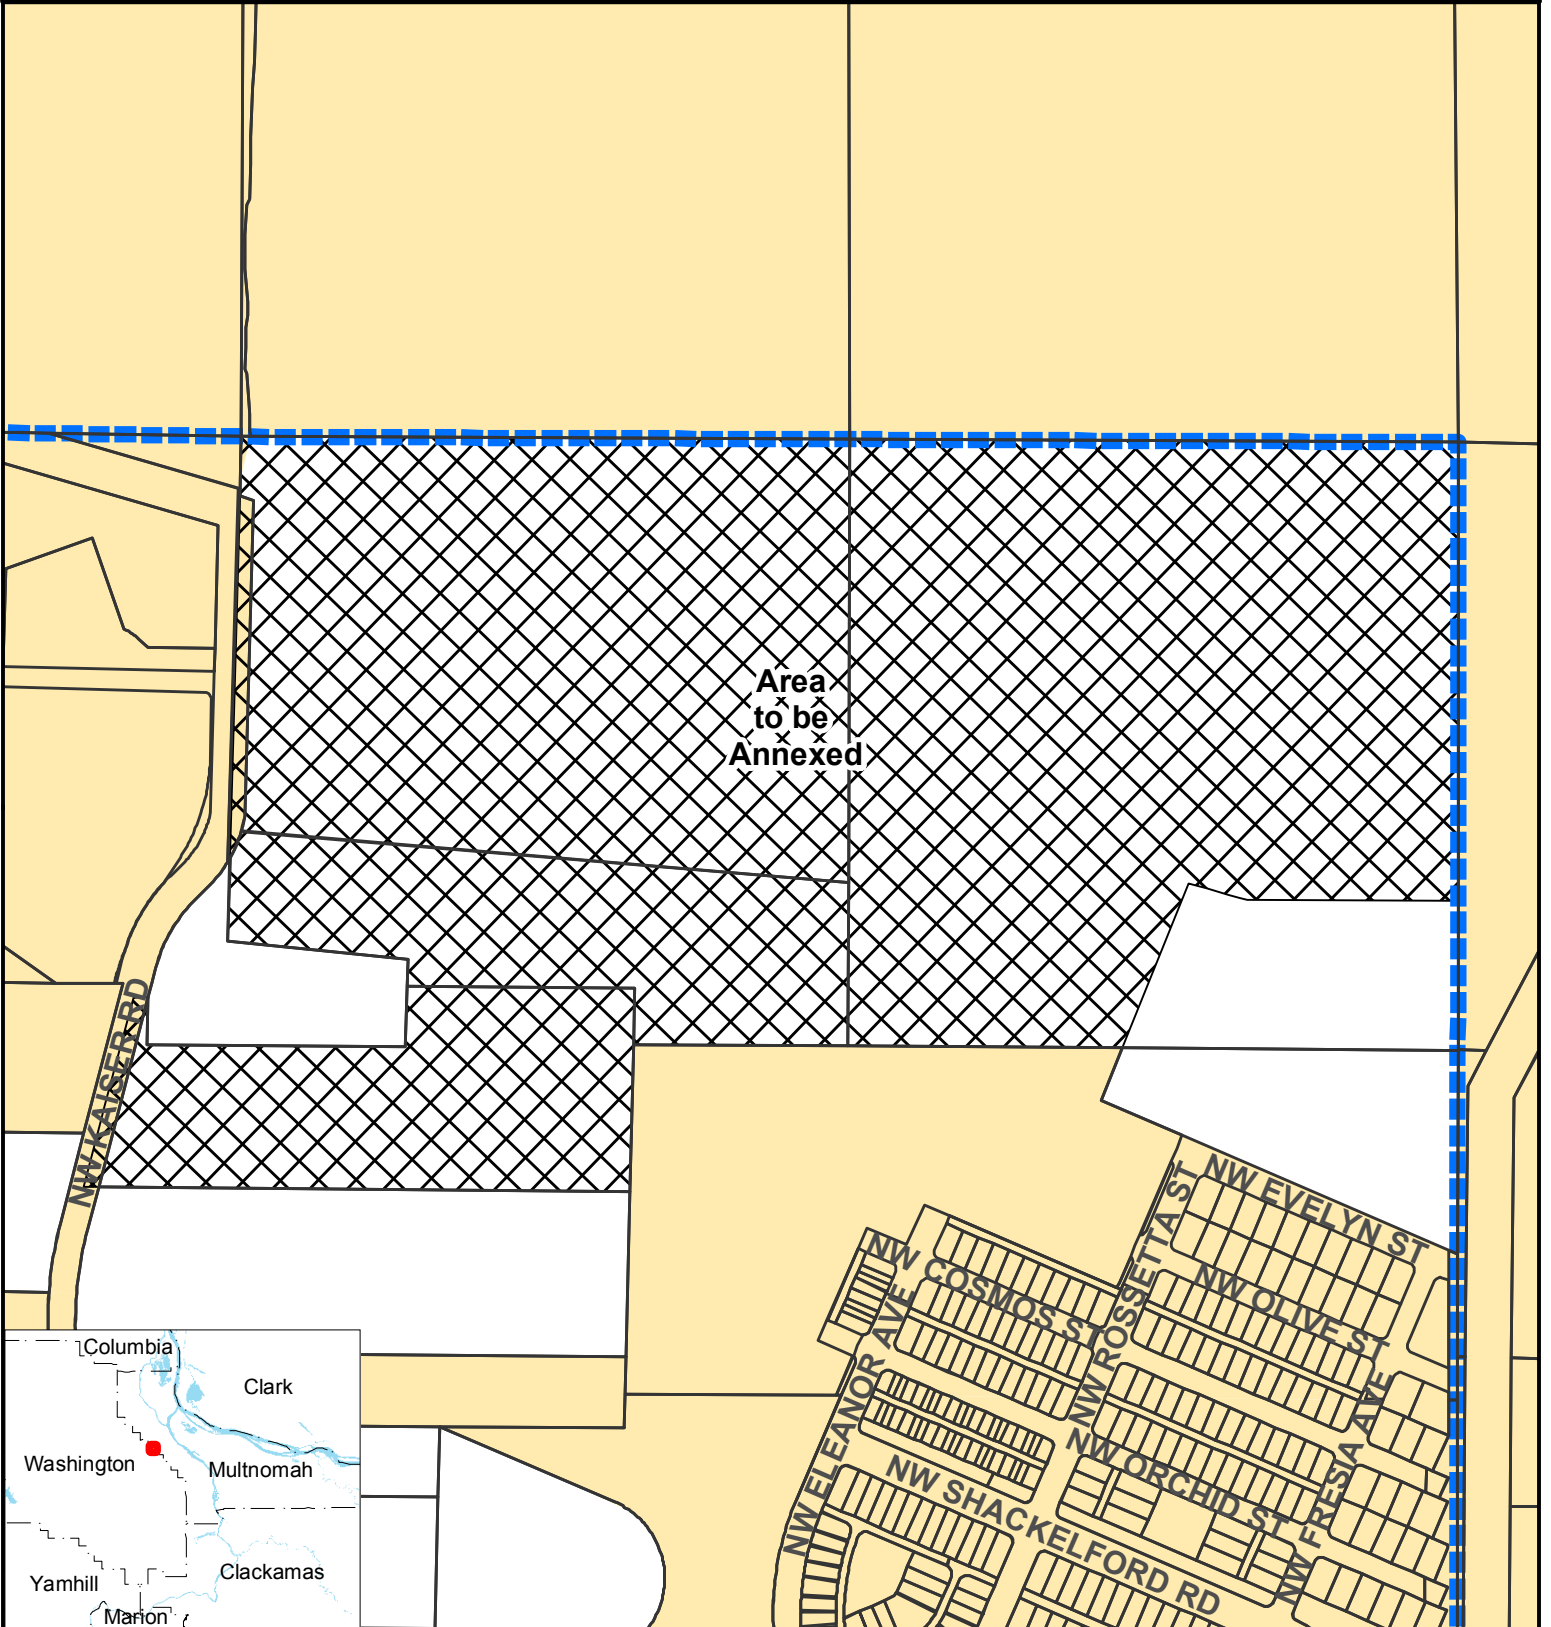 Area
to be
Annexed
NW KAISER RD
NW EVELYN ST
NW ROSSETTA ST
NW COSMOS ST
NW OLIVE ST
NW ELEANOR AVE
NW FRESIA AVE
NW ORCHID ST
NW SHACKELFORD RD
Columbia
Clark
Washington
Multnomah
Clackamas
Yamhill
Marion